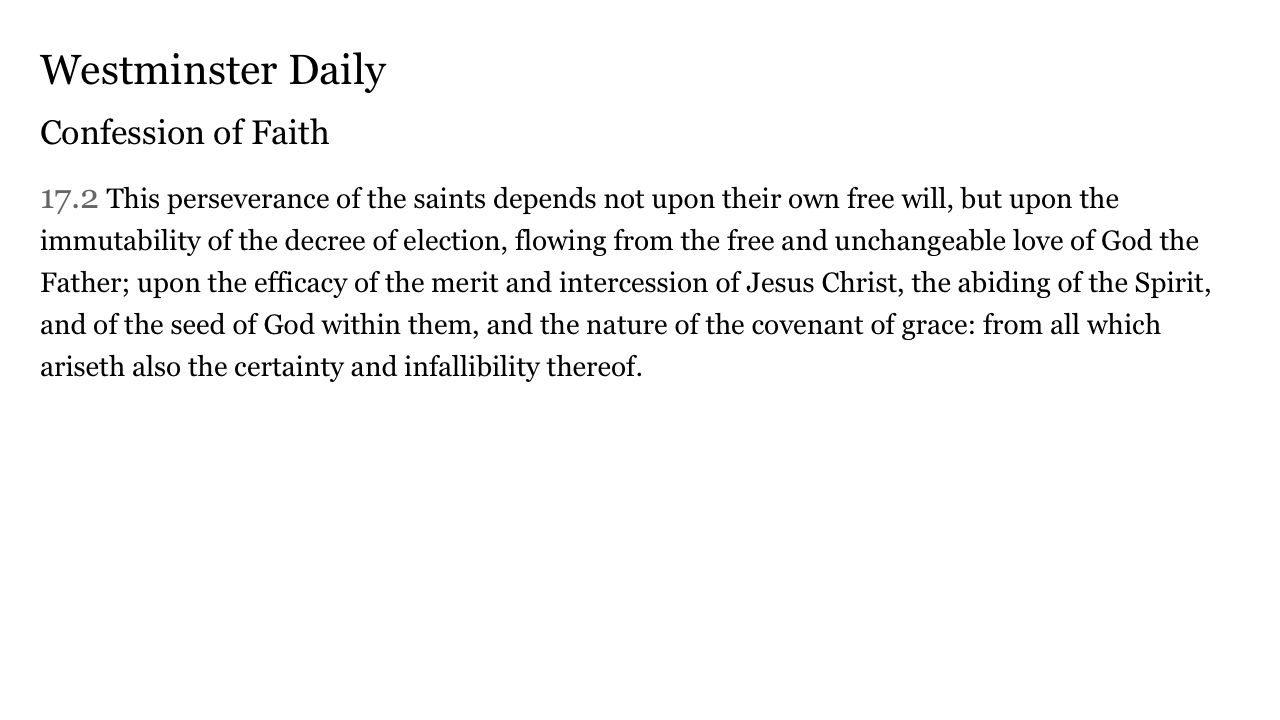 Westminster Daily
Confession of Faith
17.2 This perseverance of the saints depends not upon their own free will, but upon the
immutability of the decree of election, flowing from the free and unchangeable love of God the
Father; upon the efficacy of the merit and intercession of Jesus Christ, the abiding of the Spirit,
and of the seed of God within them, and the nature of the covenant of grace: from all which
ariseth also the certainty and infallibility thereof.